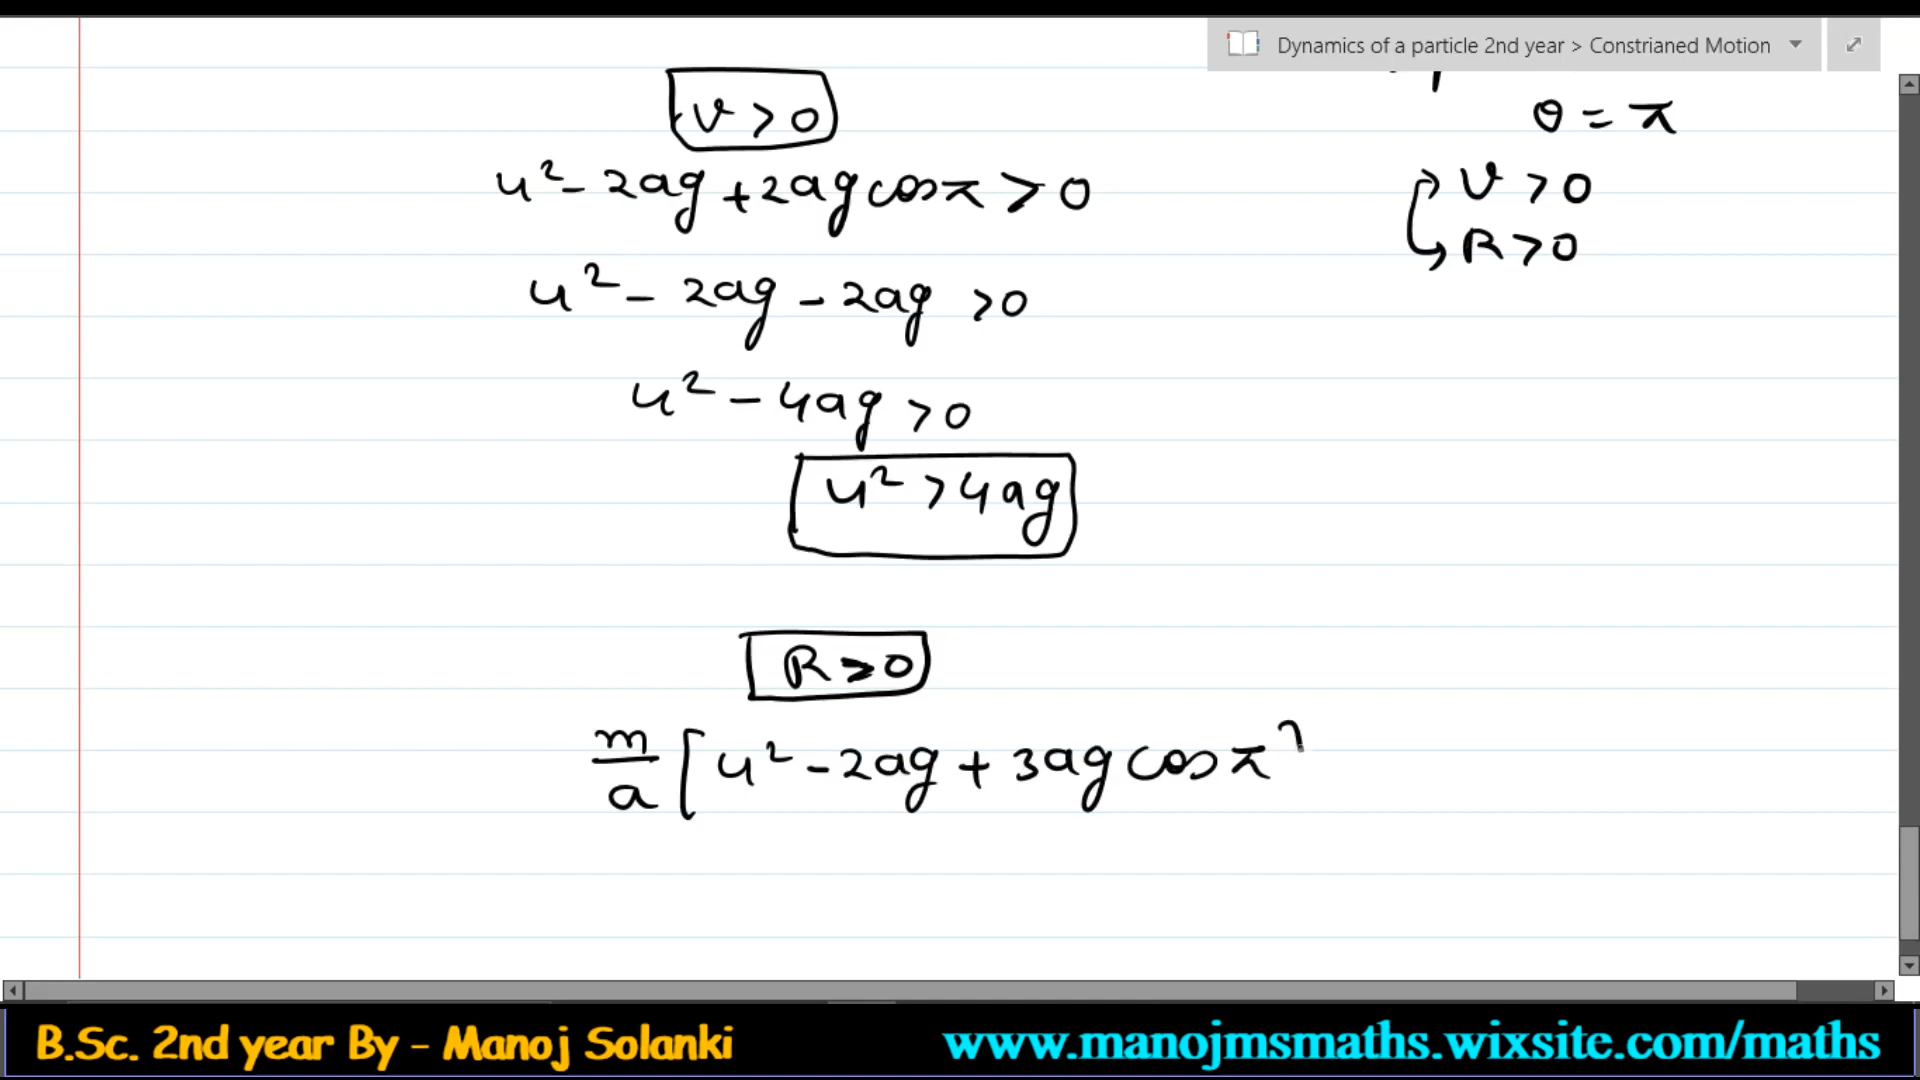 Dynamics of a particle 2nd year > Constrianed Motion
v > 0
θ = π
u² - 2ag + 2ag cos π > 0
v > 0
R > 0
u² - 2ag - 2ag > 0
u² - 4ag > 0
u² > 4ag
R > 0
m/a [u² - 2ag + 3ag cos π
B.Sc. 2nd year By - Manoj Solanki
www.manojmsmaths.wixsite.com/maths